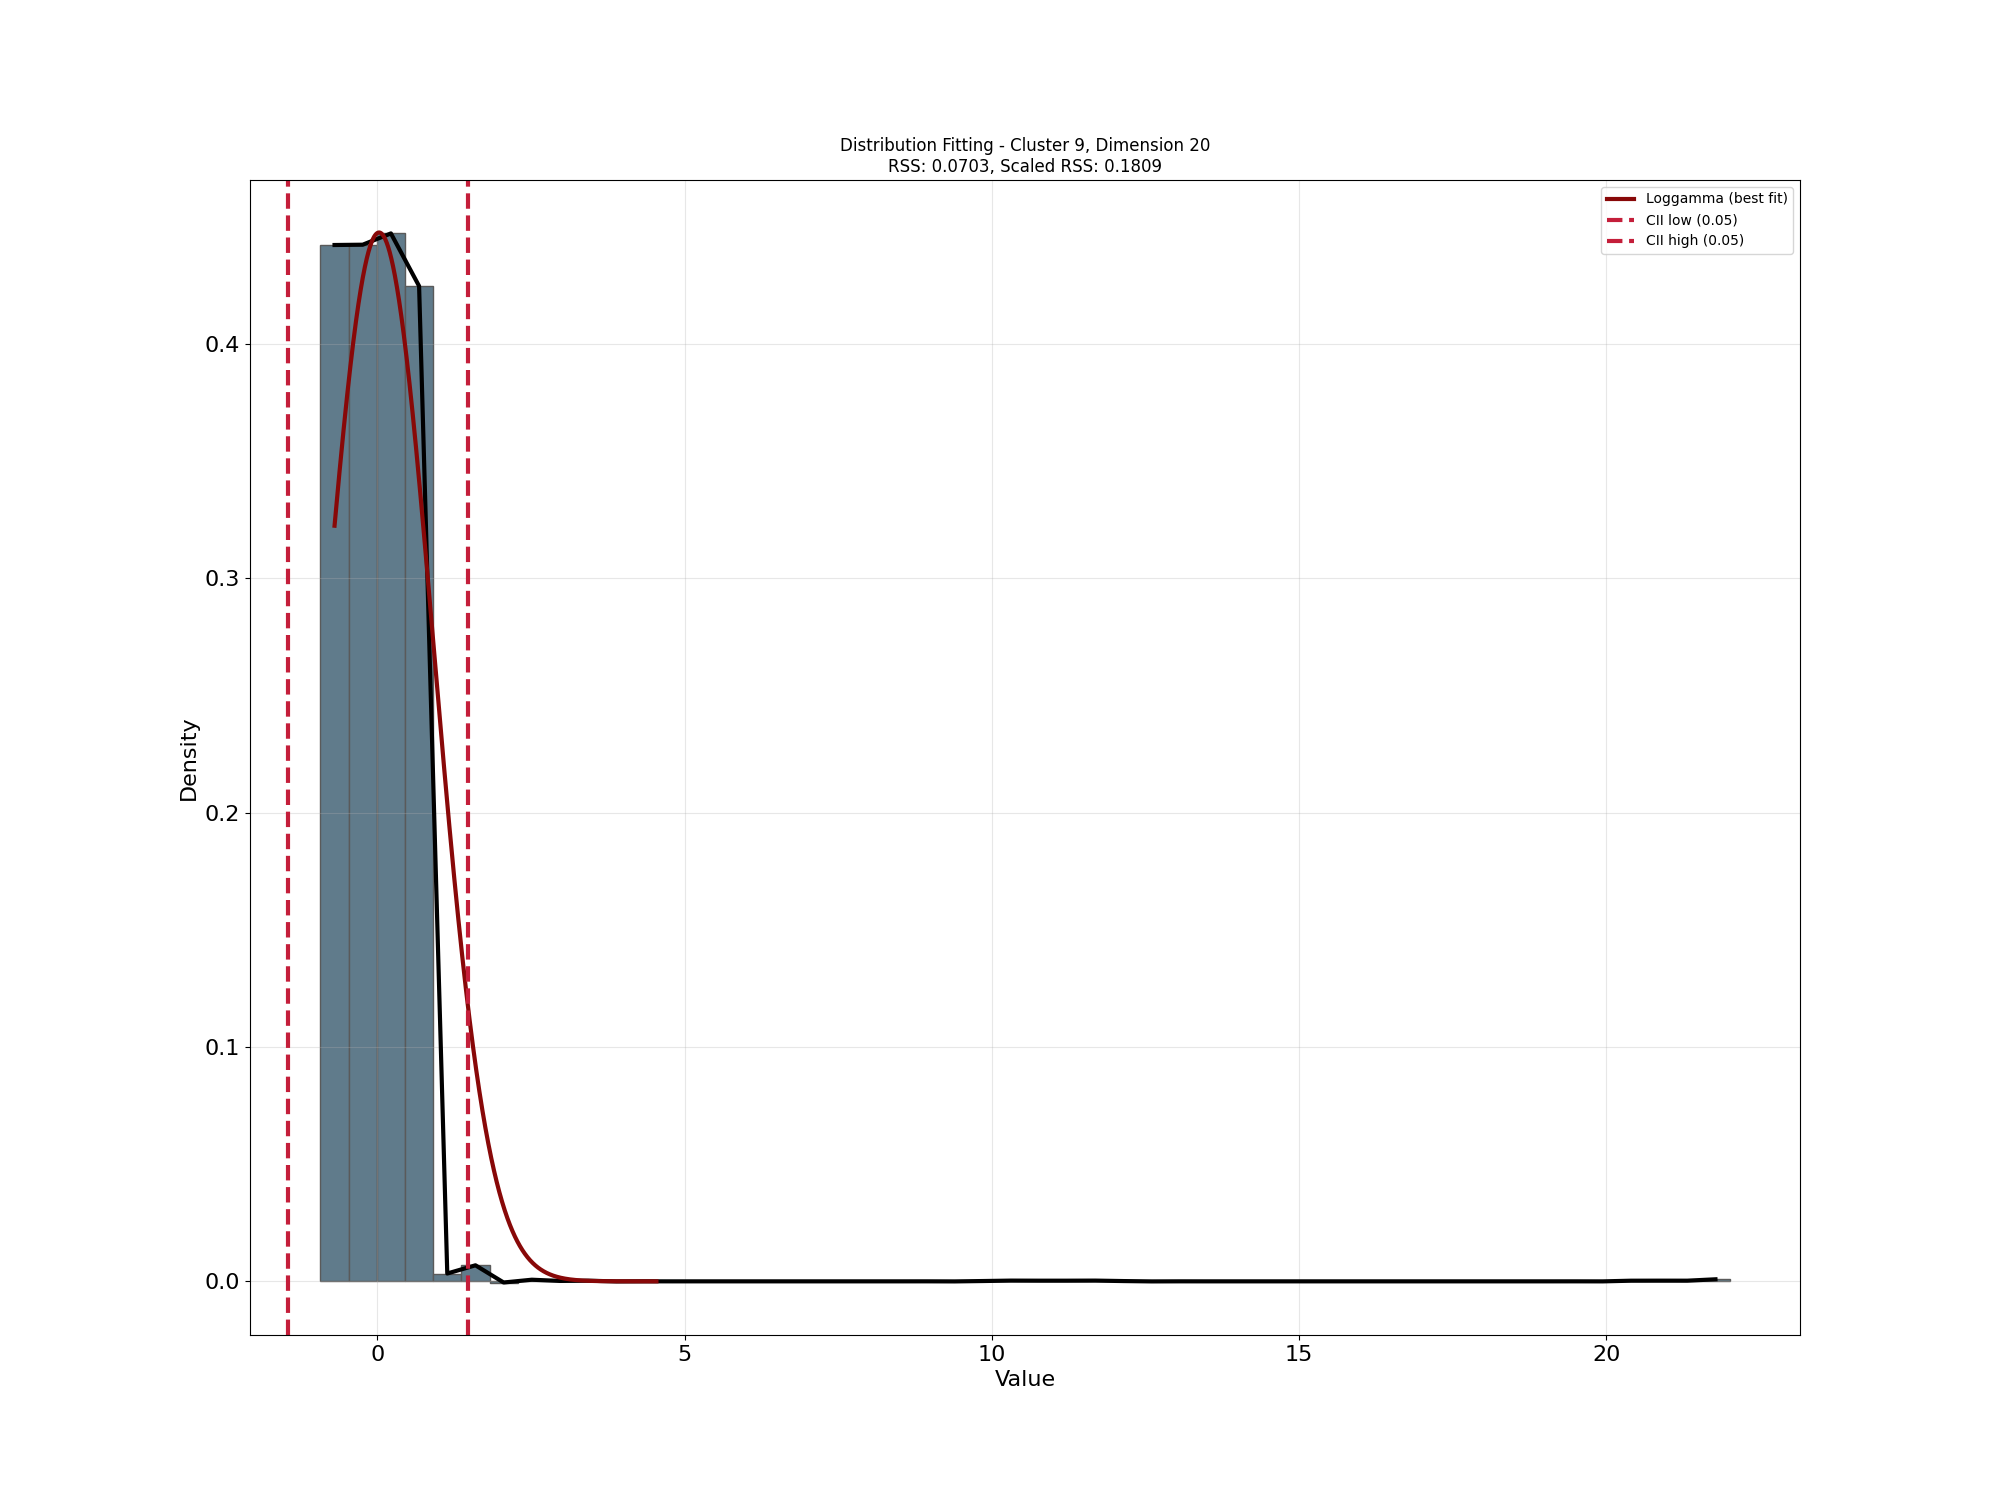 Distribution Fitting - Cluster 9, Dimension 20
RSS: 0.0703, Scaled RSS: 0.1809
Loggamma (best fit)
CII low (0.05)
CII high (0.05)
0.4
0.3
0.2
0.1
0.0
Density
0 5 10 15 20
Value